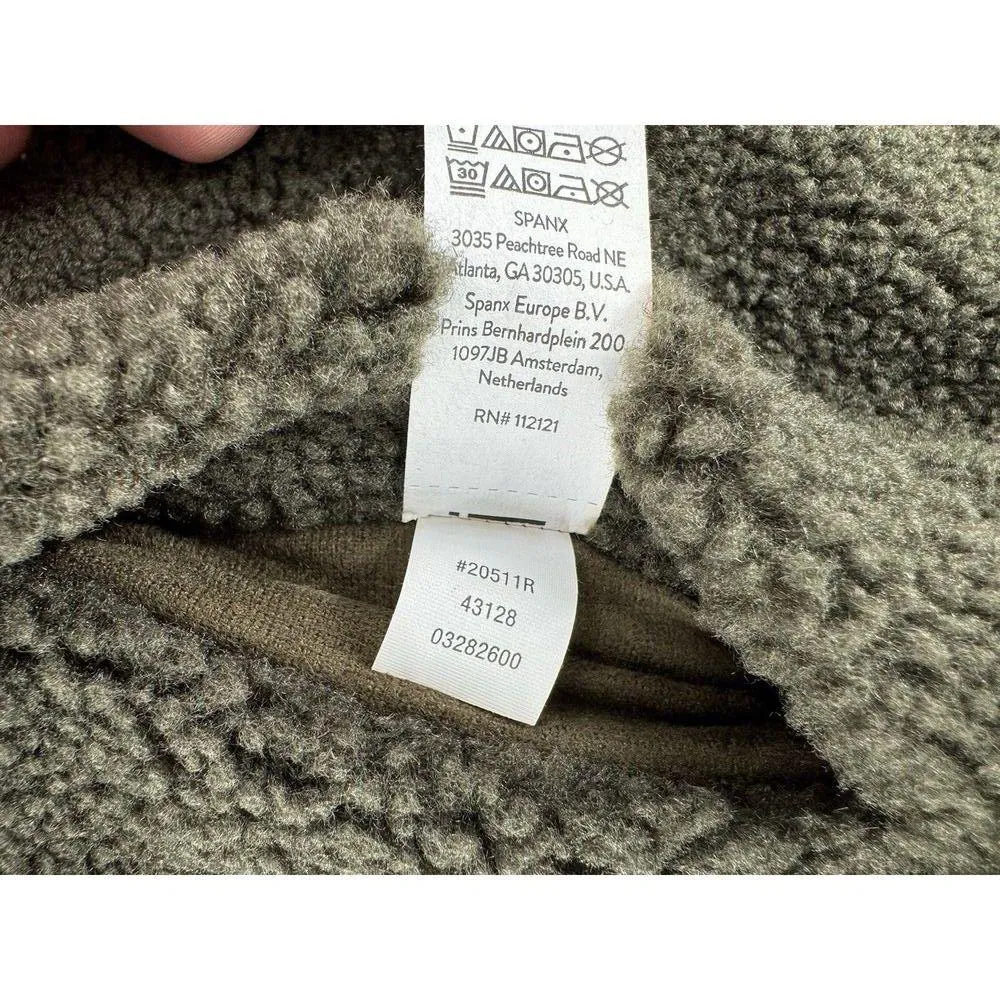 30
SPANX
3035 Peachtree Road NE
Atlanta, GA 30305, U.S.A.
Spanx Europe B.V.
Prins Bernhardplein 200
1097JB Amsterdam,
Netherlands
RN# 112121
#20511R
43128
03282600